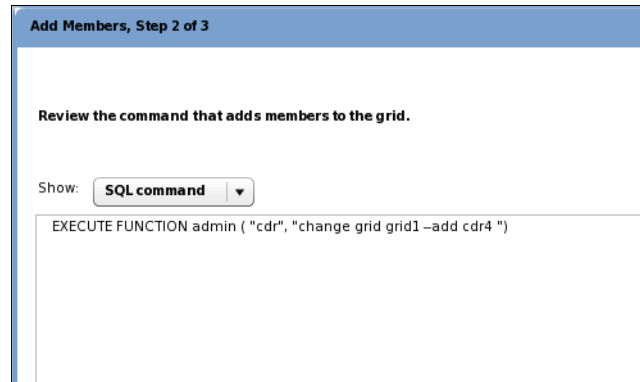 Add Members, Step 2 of 3
Review the command that adds members to the grid.
Show: SQL command
EXECUTE FUNCTION admin ( "cdr", "change grid grid1 –add cdr4 ")